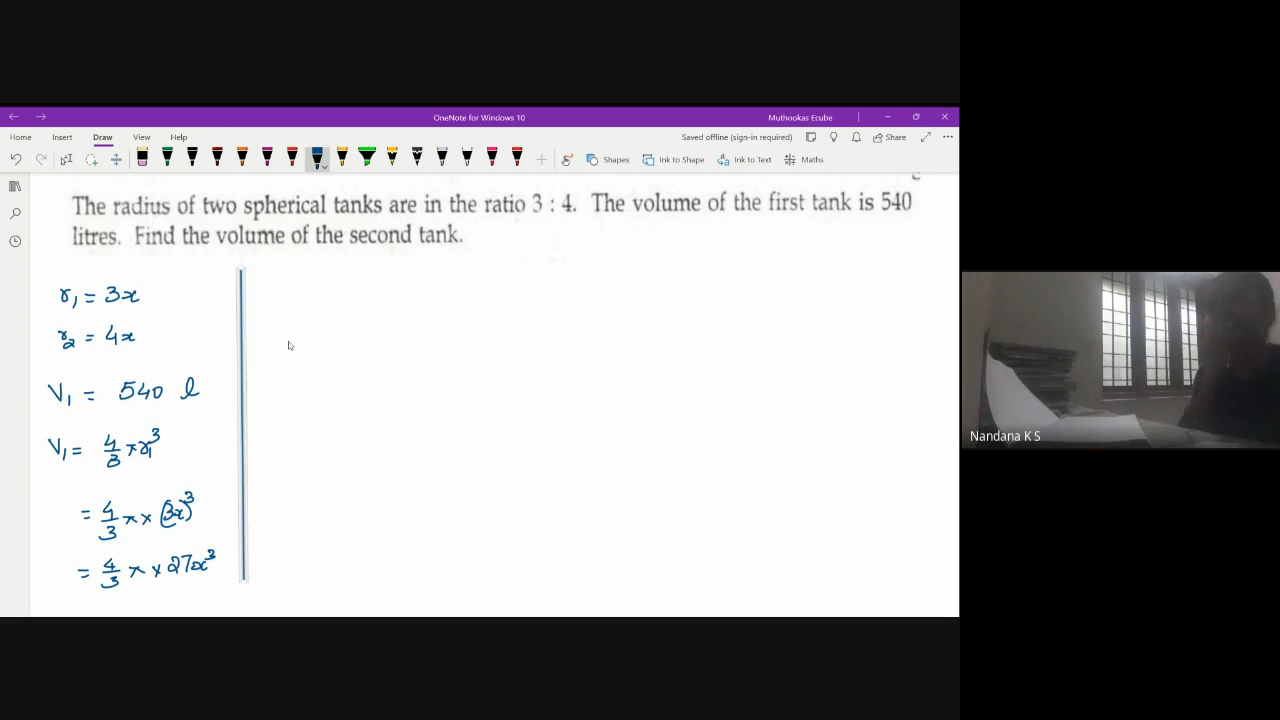 OneNote for Windows 10
Muthookas Ecube
Home Insert Draw View Help
Saved offline (sign-in required) Share
Shapes Ink to Shape Ink to Text Maths
The radius of two spherical tanks are in the ratio 3 : 4. The volume of the first tank is 540
litres. Find the volume of the second tank.
r₁ = 3x
r₂ = 4x
V₁ = 540 l
V₁ = 4/3 πr₁³
= 4/3 π × (3x)³
= 4/3 π × 27x³
Nandana K S